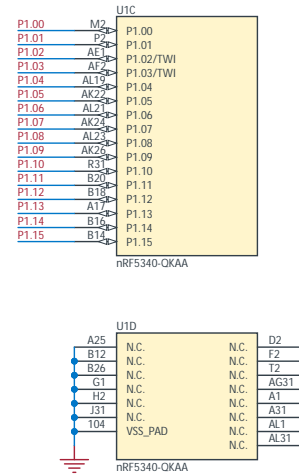 U1C
P1.00 M2 P1.00
P1.01 P2 P1.01
P1.02 AE1 P1.02/TWI
P1.03 AF2 P1.03/TWI
P1.04 AL19 P1.04
P1.05 AK22 P1.05
P1.06 AL21 P1.06
P1.07 AK24 P1.07
P1.08 AL23 P1.08
P1.09 AK26 P1.09
P1.10 R31 P1.10
P1.11 B20 P1.11
P1.12 B18 P1.12
P1.13 A17 P1.13
P1.14 B16 P1.14
P1.15 B14 P1.15
nRF5340-QKAA
U1D
A25 N.C. N.C. D2
B12 N.C. N.C. F2
B26 N.C. N.C. T2
G1 N.C. N.C. AG31
H2 N.C. N.C. A1
J31 N.C. N.C. A31
104 VSS_PAD N.C. AL1
N.C. AL31
nRF5340-QKAA